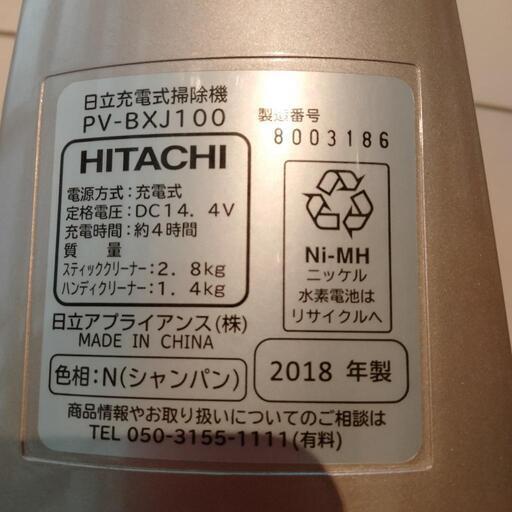 日立充電式掃除機
PV-BXJ100
製造番号
8003186
HITACHI
電源方式:充電式
定格電圧:DC14.4V
充電時間:約4時間
質 量
スティッククリーナー:2.8kg
ハンディクリーナー:1.4kg
Ni-MH
ニッケル
水素電池は
リサイクルへ
日立アプライアンス(株)
MADE IN CHINA
色相:N(シャンパン)
2018 年製
商品情報やお取り扱いについてのご相談は
TEL 050-3155-1111(有料)